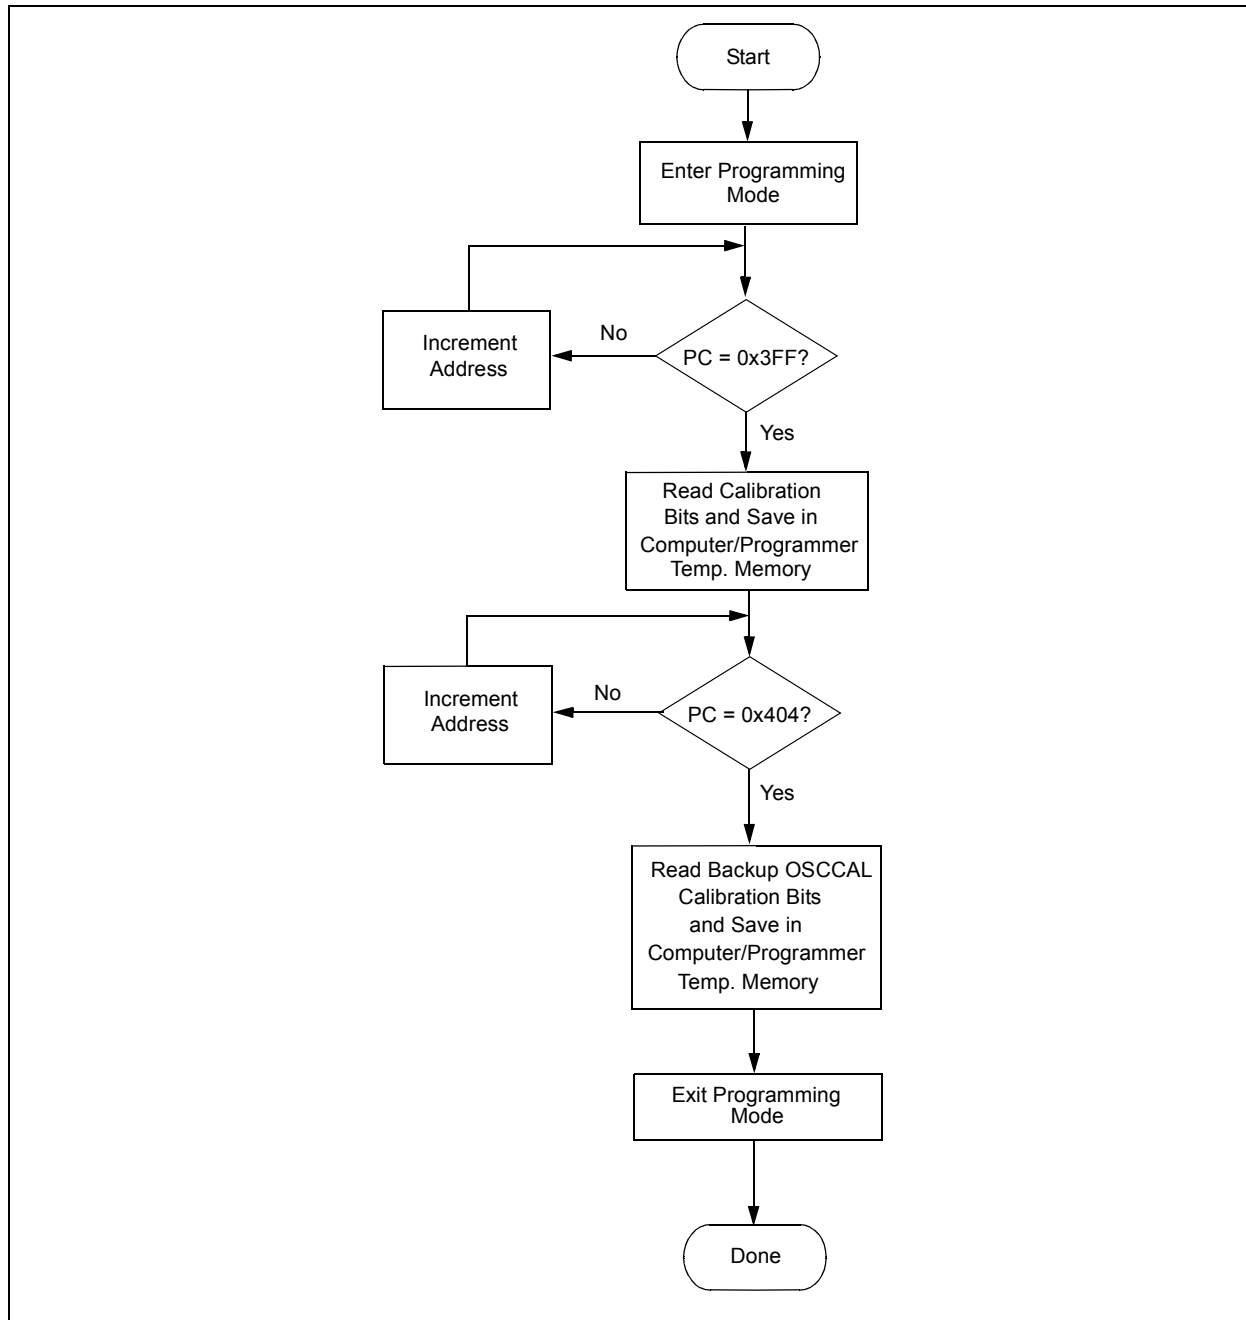 Start
Enter Programming
Mode
No
Increment
Address
PC = 0x3FF?
Yes
Read Calibration
Bits and Save in
Computer/Programmer
Temp. Memory
No
Increment
Address
PC = 0x404?
Yes
Read Backup OSCCAL
Calibration Bits
and Save in
Computer/Programmer
Temp. Memory
Exit Programming
Mode
Done